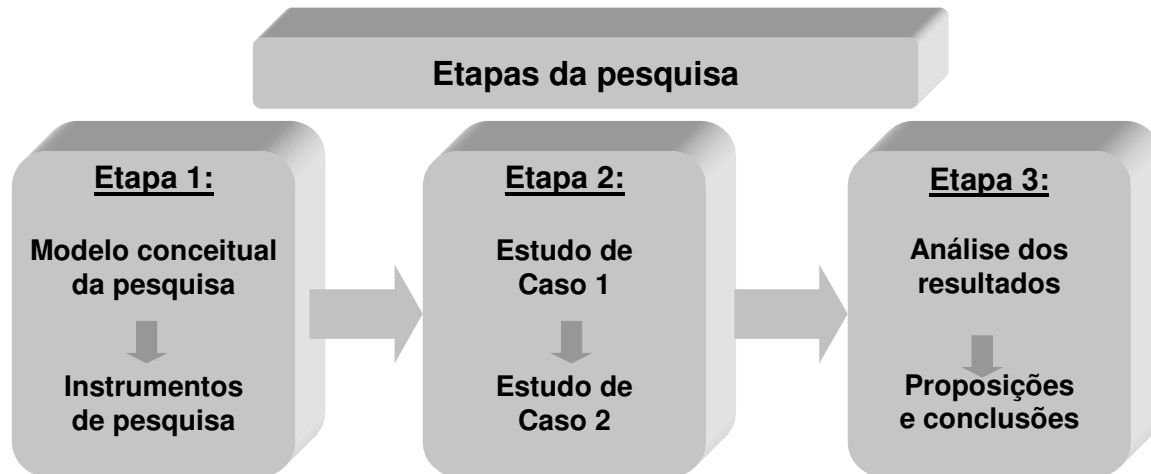 Etapas da pesquisa
Etapa 1:
Modelo conceitual
da pesquisa
Instrumentos
de pesquisa
Etapa 2:
Estudo de
Caso 1
Estudo de
Caso 2
Etapa 3:
Análise dos
resultados
Proposições
e conclusões